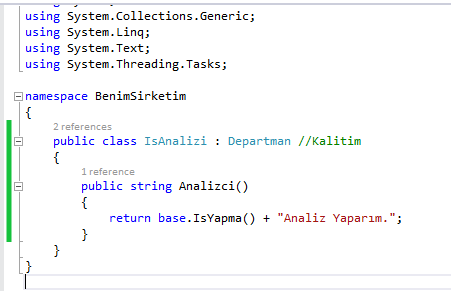 using System.Collections.Generic;
using System.Linq;
using System.Text;
using System.Threading.Tasks;
namespace BenimSirketim
{
2 references
public class IsAnalizi : Departman //Kalitim
{
1 reference
public string Analizci()
{
return base.IsYapma() + "Analiz Yaparım.";
}
}
}